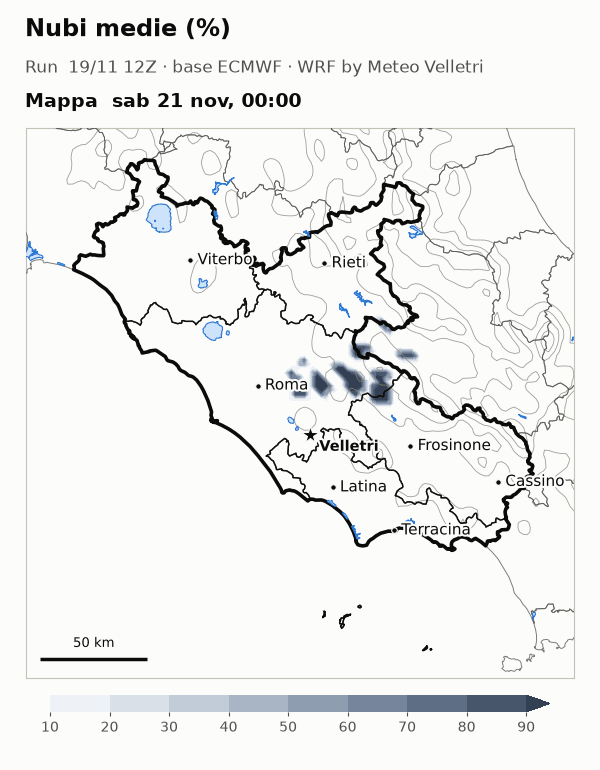 Nubi medie (%)
Run  19/11 12Z · base ECMWF · WRF by Meteo Velletri
Mappa  sab 21 nov, 00:00
Viterbo
Rieti
Roma
Velletri
Frosinone
Cassino
Latina
Terracina
50 km
10 20 30 40 50 60 70 80 90